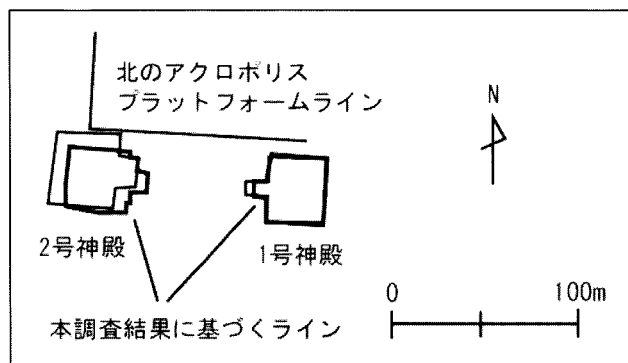 北のアクロポリス
プラットフォームライン
N
2号神殿
1号神殿
0
100m
本調査結果に基づくライン